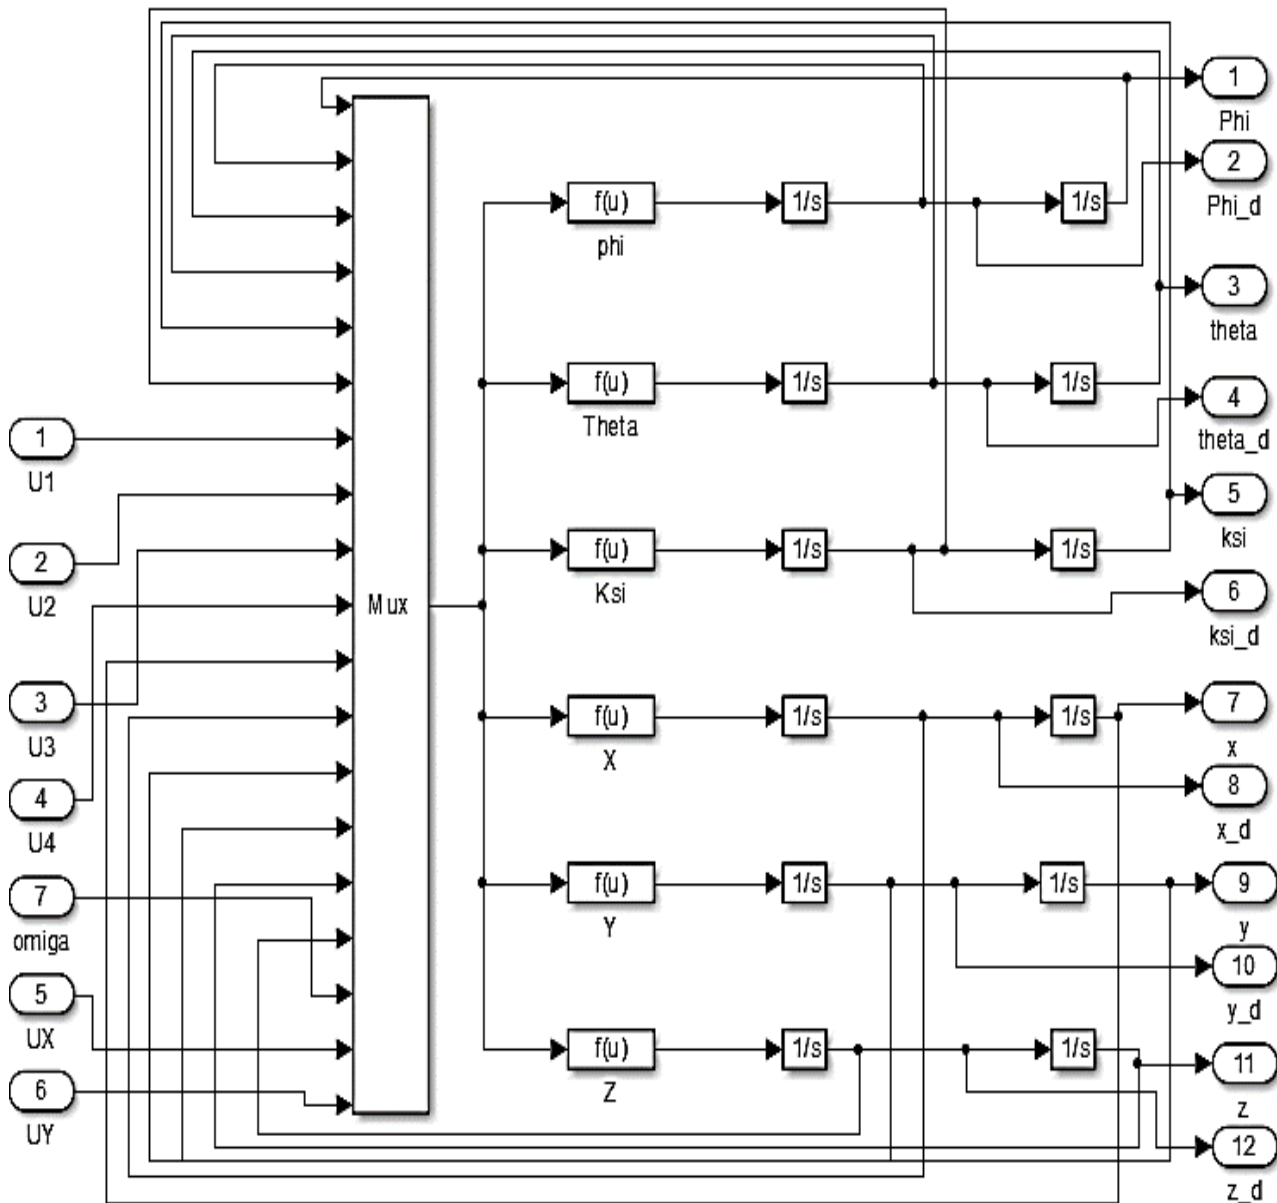 1
Phi
2
Phi_d
f(u)
1/s
1/s
phi
3
theta
f(u)
1/s
1/s
Theta
4
theta_d
1
U1
5
ksi
2
U2
f(u)
1/s
1/s
Ksi
6
ksi_d
Mux
3
U3
f(u)
1/s
1/s
X
7
x
4
U4
8
x_d
7
omiga
f(u)
1/s
1/s
Y
9
y
5
UX
10
y_d
6
UY
f(u)
1/s
1/s
Z
11
z
12
z_d